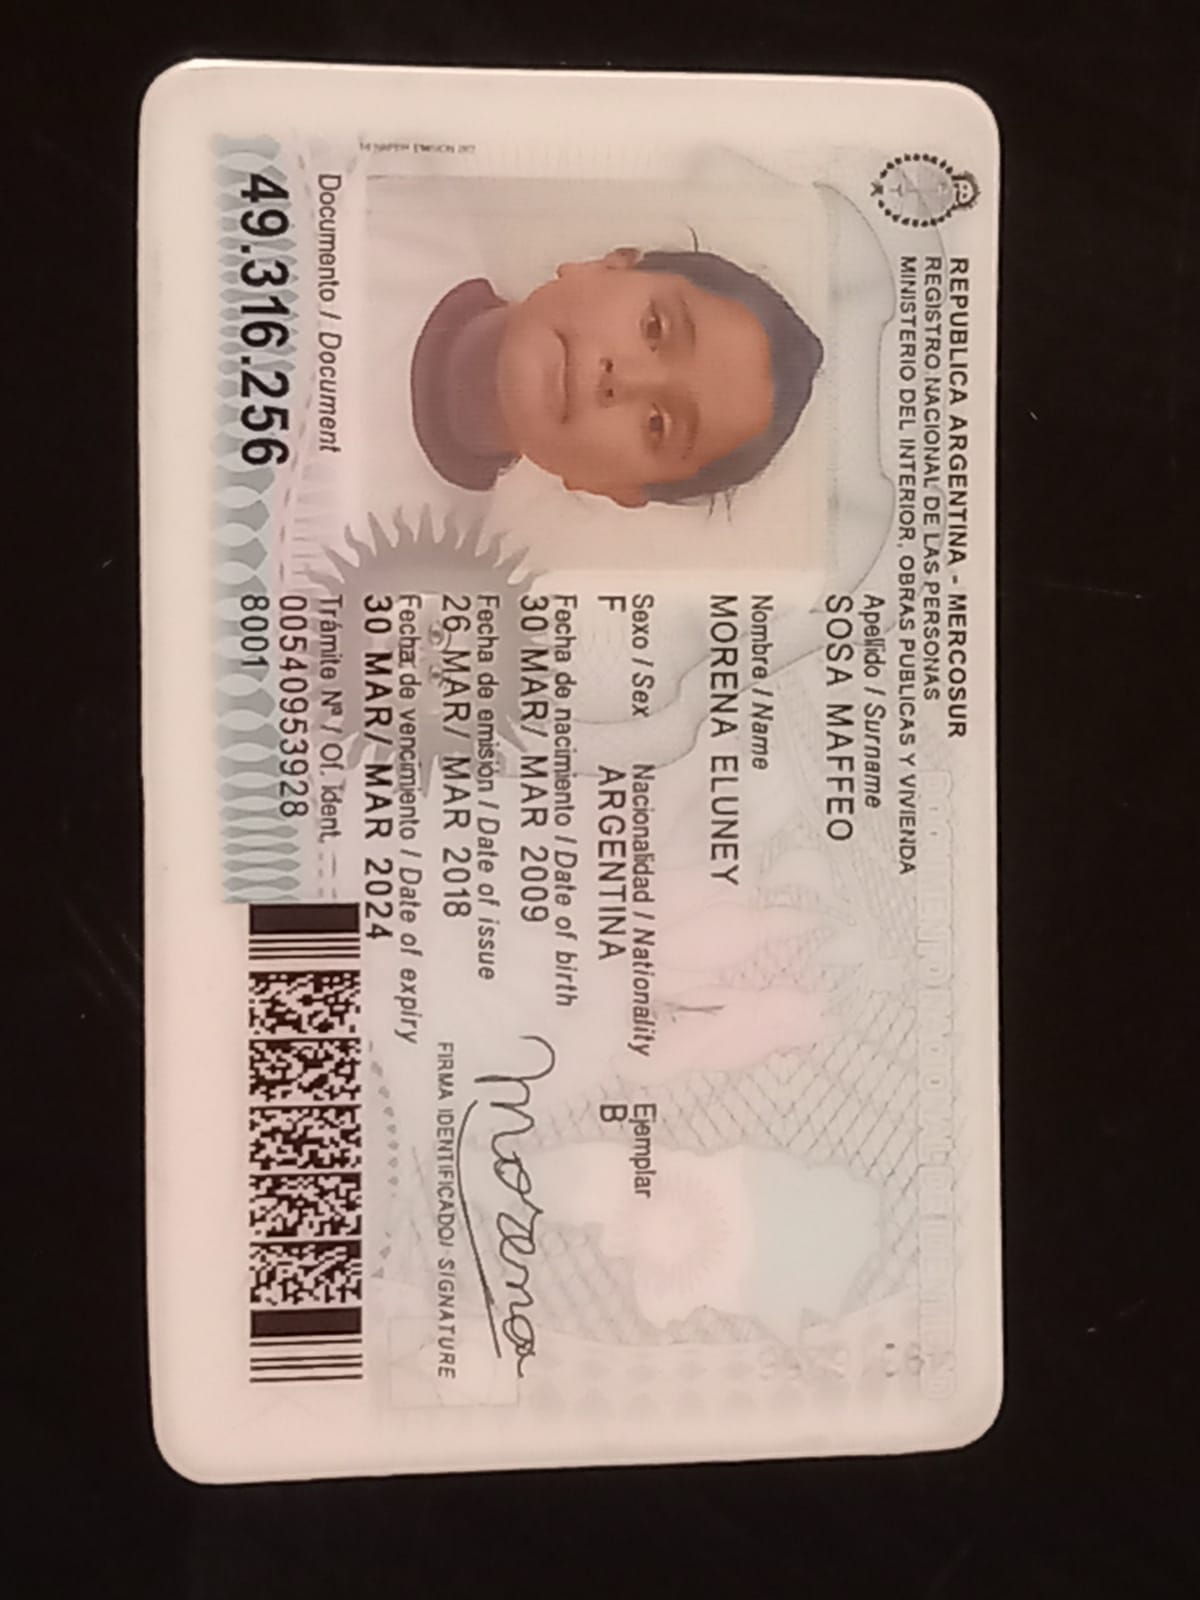 REPUBLICA ARGENTINA - MERCOSUR
REGISTRO NACIONAL DE LAS PERSONAS
MINISTERIO DEL INTERIOR, OBRAS PUBLICAS Y VIVIENDA
Apellido / Surname
SOSA MAFFEO
Nombre / Name
MORENA ELUNEY
Sexo / Sex Nacionalidad / Nationality Ejemplar
F ARGENTINA B
Fecha de nacimiento / Date of birth
30 MAR/ MAR 2009
Fecha de emisión / Date of issue
26 MAR/ MAR 2018
Fecha de vencimiento / Date of expiry
30 MAR/ MAR 2024
Morena
FIRMA IDENTIFICADO/ SIGNATURE
Documento / Document
49.316.256
Trámite Nº / Of. Ident.
00540953928
8001